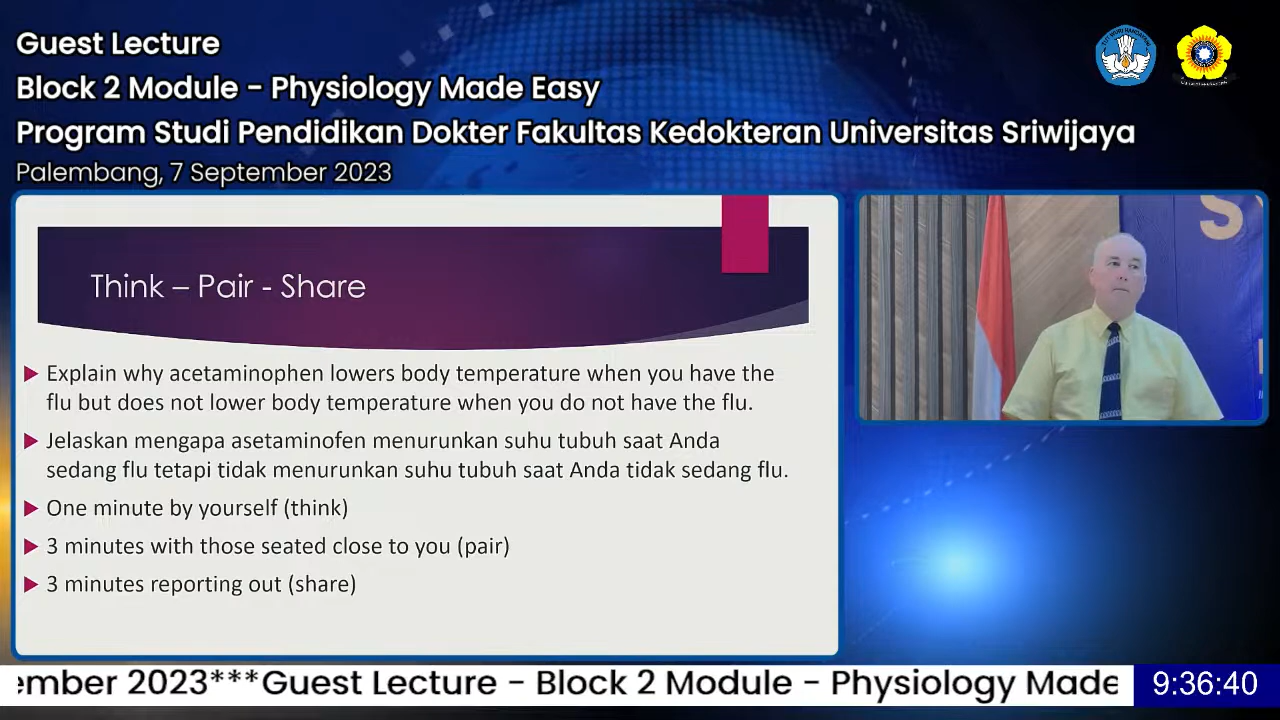 Guest Lecture
Block 2 Module - Physiology Made Easy
Program Studi Pendidikan Dokter Fakultas Kedokteran Universitas Sriwijaya
Palembang, 7 September 2023
Think – Pair - Share
Explain why acetaminophen lowers body temperature when you have the
flu but does not lower body temperature when you do not have the flu.
Jelaskan mengapa asetaminofen menurunkan suhu tubuh saat Anda
sedang flu tetapi tidak menurunkan suhu tubuh saat Anda tidak sedang flu.
One minute by yourself (think)
3 minutes with those seated close to you (pair)
3 minutes reporting out (share)
S
ember 2023***Guest Lecture - Block 2 Module - Physiology Made
9:36:40